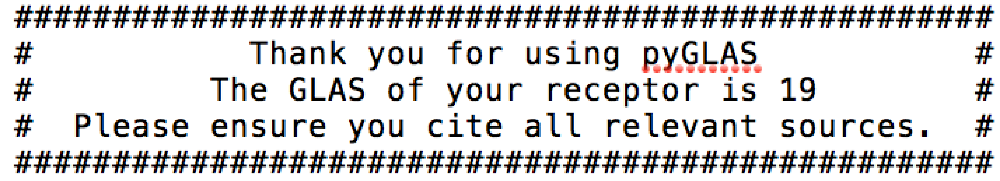 ##################################################
#           Thank you for using pyGLAS           #
#         The GLAS of your receptor is 19        #
#  Please ensure you cite all relevant sources.  #
##################################################